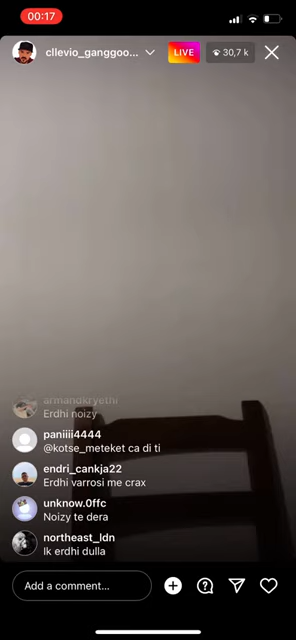 00:17
cllevio_ganggoo...
LIVE
30,7 k
armandkryethi
Erdhi noizy
paniiii4444
@kotse_meteket ca di ti
endri_cankja22
Erdhi varrosi me crax
unknow.0ffc
Noizy te dera
northeast_ldn
Ik erdhi dulla
Add a comment...